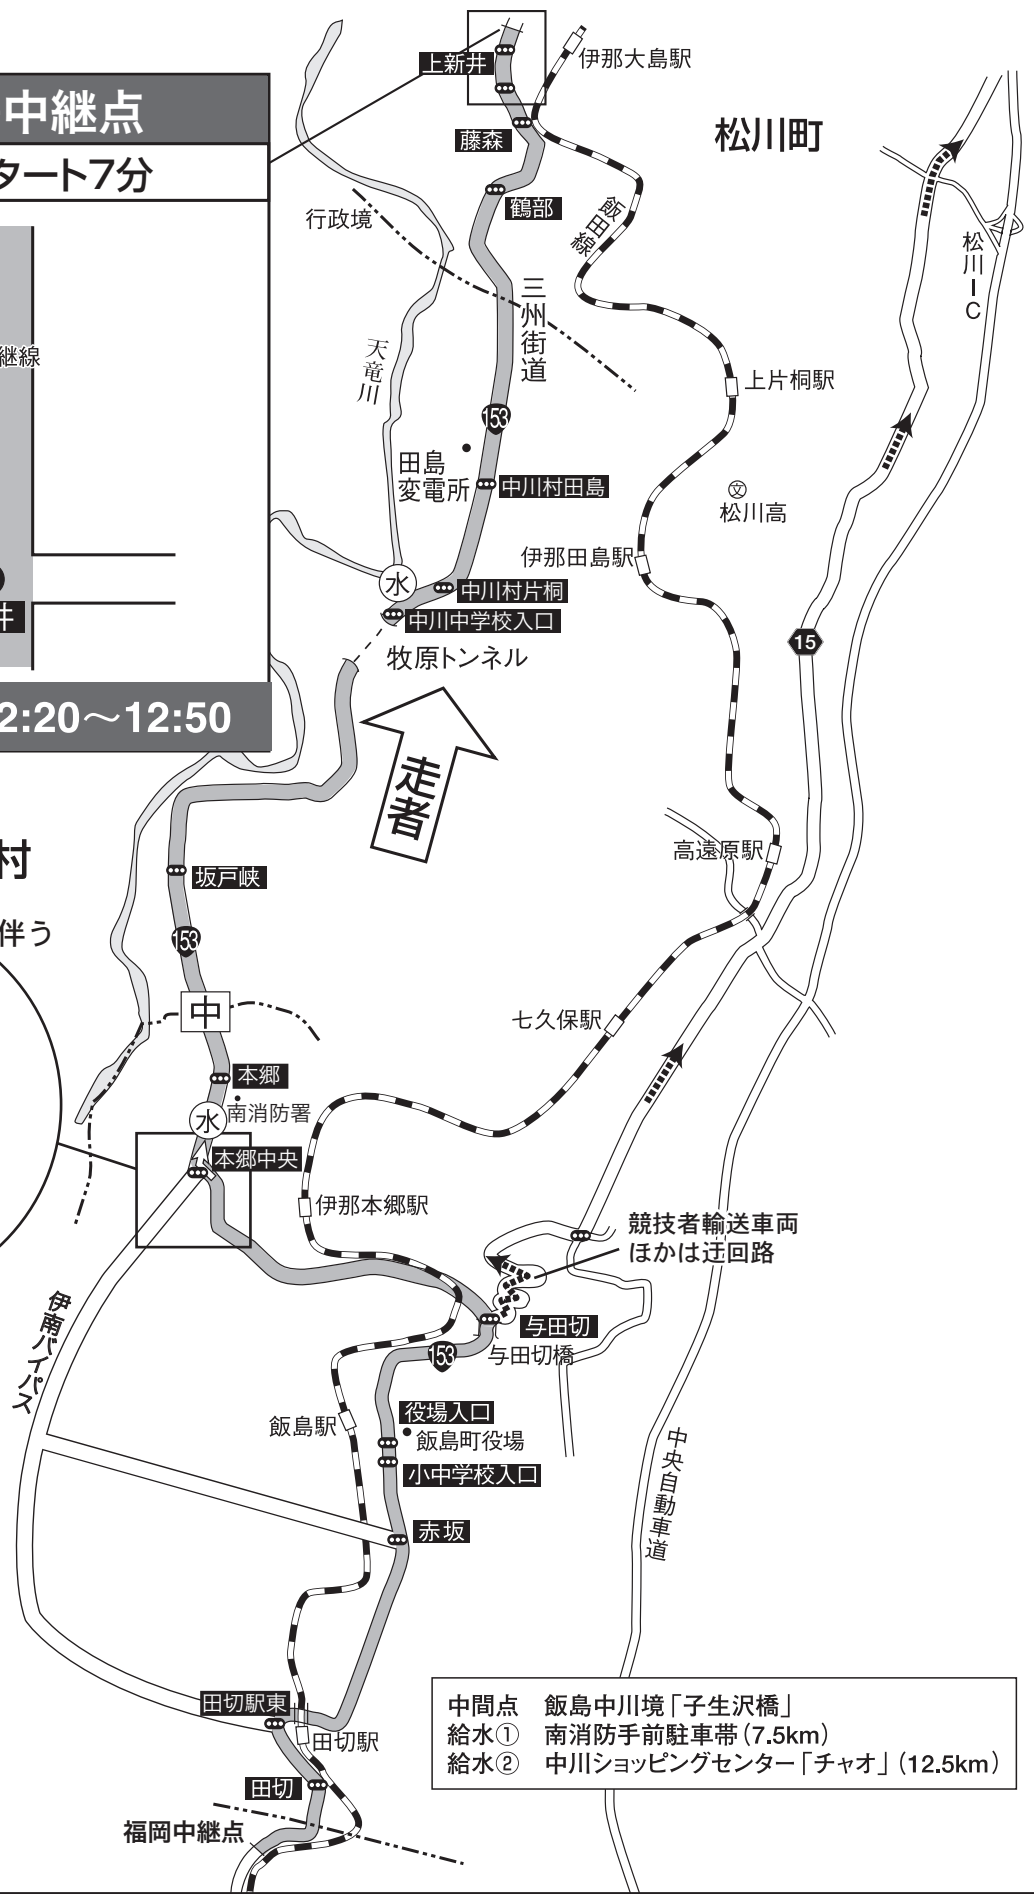 伊那大島駅
上新井
中継点
松川町
藤森
タート7分
鶴部
行政境
飯田線
松川IC
三州街道
継線
天竜川
上片桐駅
153
田島
変電所
中川村田島
文
松川高
伊那田島駅
水
中川村片桐
井
中川中学校入口
15
牧原トンネル
2:20～12:50
走者
村
高遠原駅
坂戸峡
伴う
153
中
七久保駅
本郷
南消防署
水
本郷中央
伊那本郷駅
競技者輸送車両
ほかは迂回路
伊南バイパス
与田切
与田切橋
153
役場入口
飯島駅
飯島町役場
中央自動車道
小中学校入口
赤坂
田切駅東
田切駅
中間点 飯島中川境「子生沢橋」
給水① 南消防手前駐車帯（7.5km）
給水② 中川ショッピングセンター「チャオ」（12.5km）
田切
福岡中継点